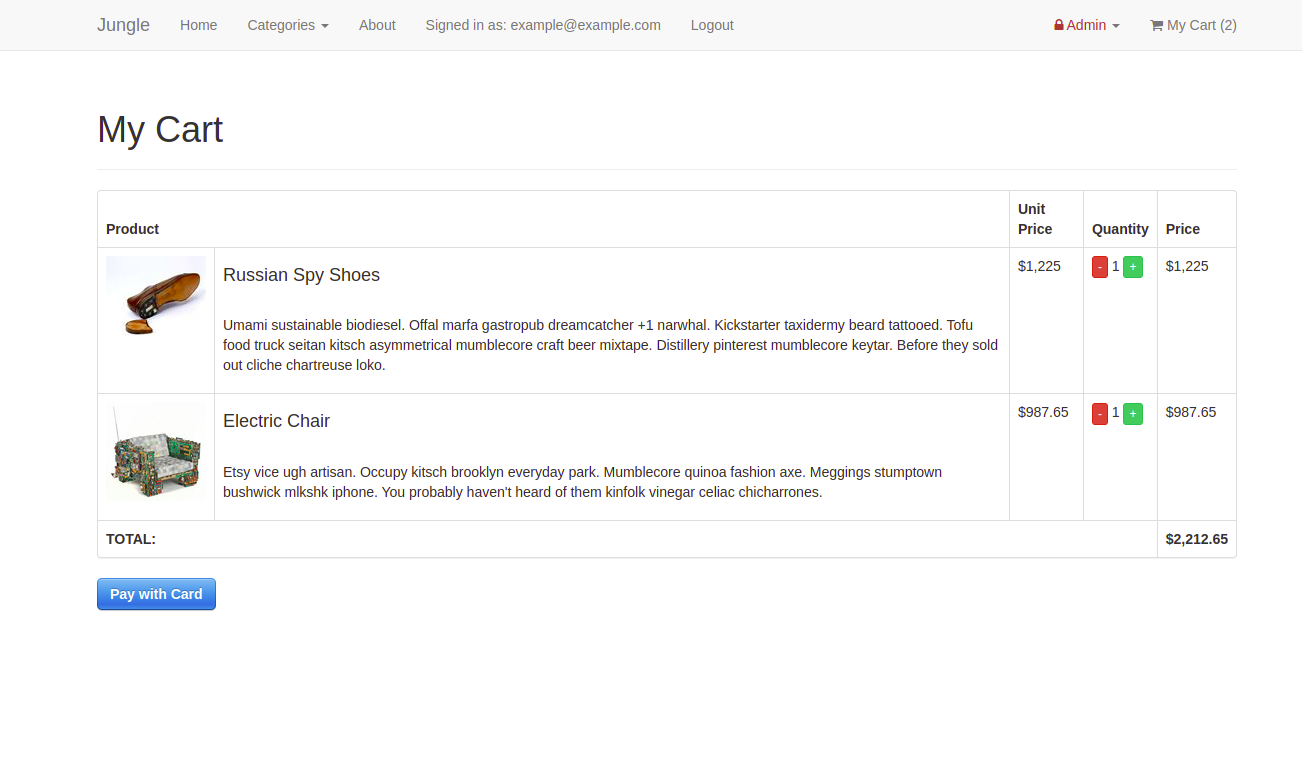 Jungle Home Categories About Signed in as: example@example.com Logout Admin My Cart (2)
My Cart
Product Unit Price Quantity Price
Russian Spy Shoes $1,225 - 1 + $1,225
Umami sustainable biodiesel. Offal marfa gastropub dreamcatcher +1 narwhal. Kickstarter taxidermy beard tattooed. Tofu
food truck seitan kitsch asymmetrical mumblecore craft beer mixtape. Distillery pinterest mumblecore keytar. Before they sold
out cliche chartreuse loko.
Electric Chair $987.65 - 1 + $987.65
Etsy vice ugh artisan. Occupy kitsch brooklyn everyday park. Mumblecore quinoa fashion axe. Meggings stumptown
bushwick mlkshk iphone. You probably haven't heard of them kinfolk vinegar celiac chicharrones.
TOTAL: $2,212.65
Pay with Card